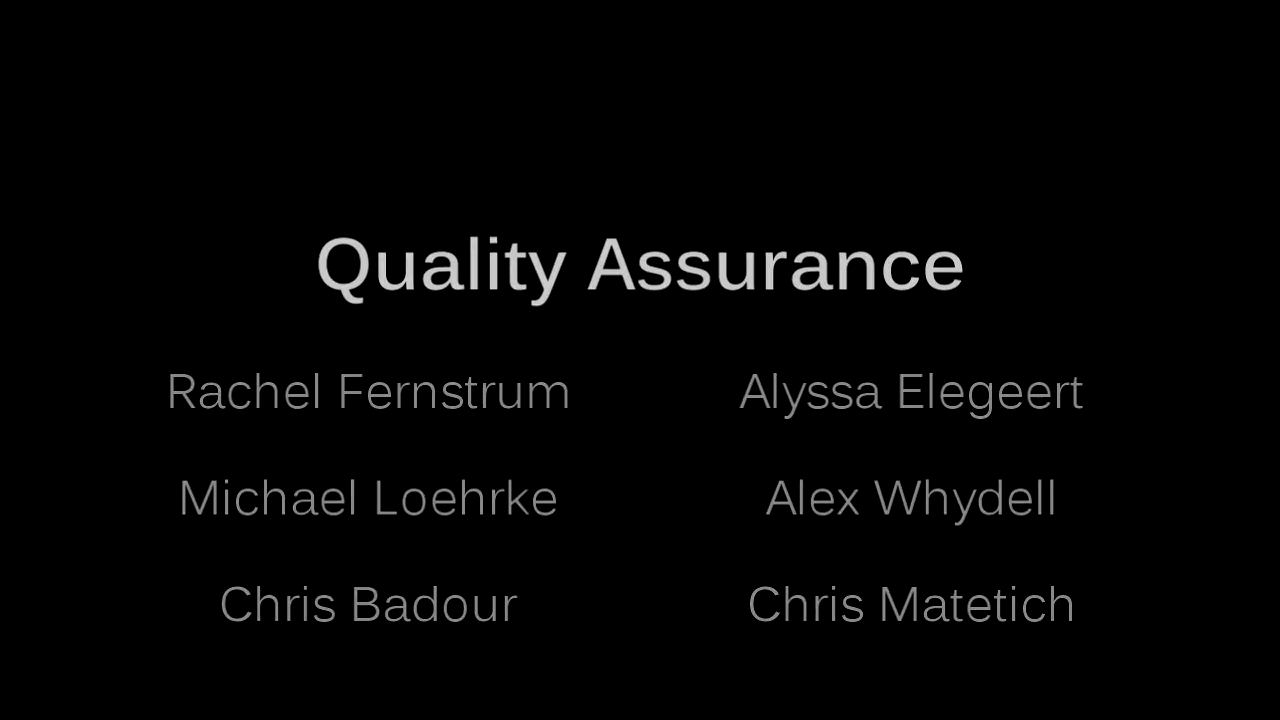 Quality Assurance
Rachel Fernstrum Alyssa Elegeert
Michael Loehrke Alex Whydell
Chris Badour Chris Matetich